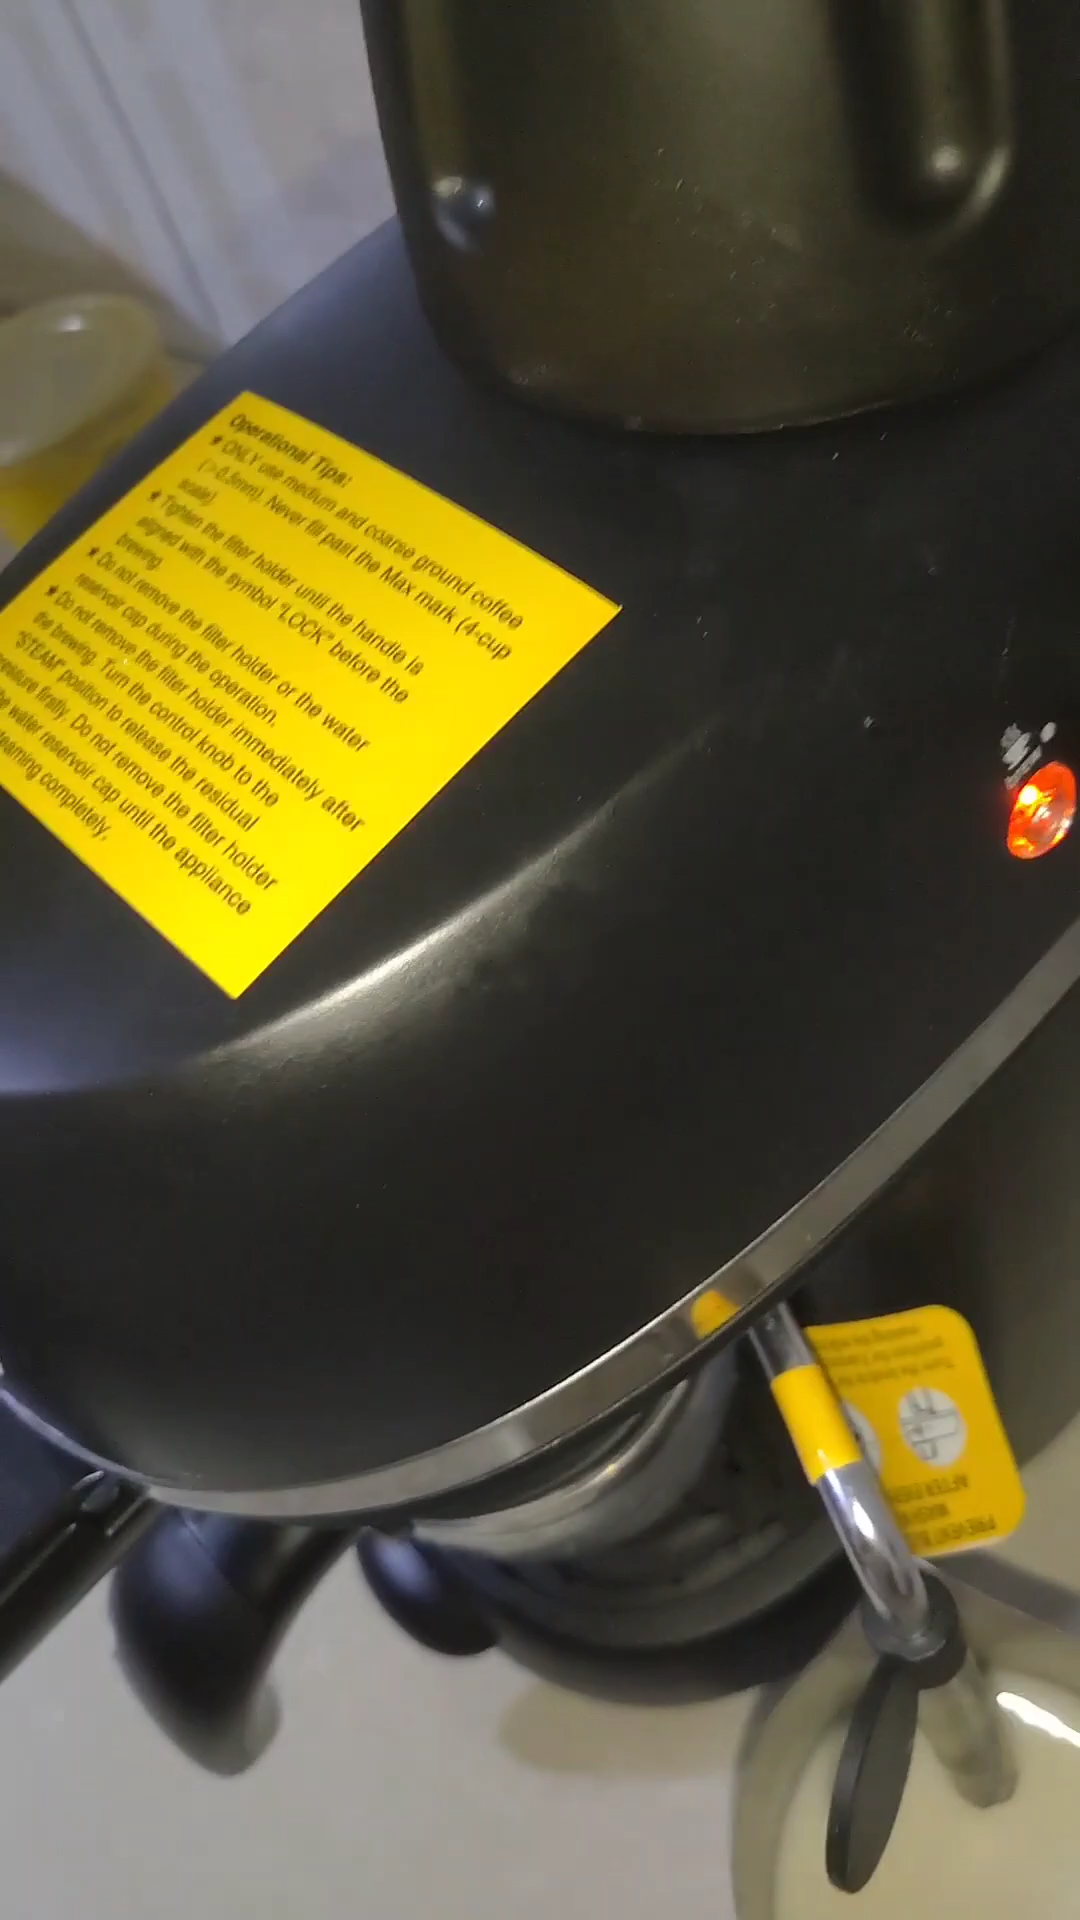 Operational Tips:
★ ONLY use medium and coarse ground coffee
(>0.5mm). Never fill past the Max mark (4-cup
scale)
★ Tighten the filter holder until the handle is
aligned with the symbol "LOCK" before the
brewing.
★ Do not remove the filter holder or the water
reservoir cap during the operation.
★ Do not remove the filter holder immediately after
the brewing. Turn the control knob to the
"STEAM" position to release the residual
firstly. Do not remove the filter holder
water reservoir cap until the appliance
completely.
PREVENT
AFTER